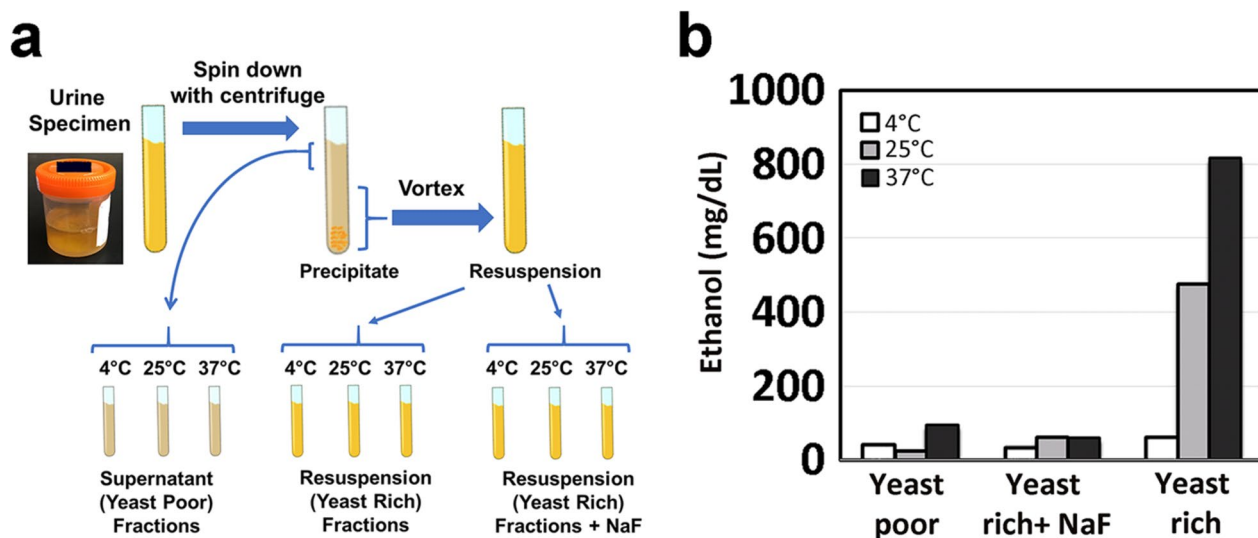 a
Urine
Specimen
Spin down
with centrifuge
Vortex
Precipitate
Resuspension
4°C 25°C 37°C
4°C 25°C 37°C
4°C 25°C 37°C
Supernatant
(Yeast Poor)
Fractions
Resuspension
(Yeast Rich)
Fractions
Resuspension
(Yeast Rich)
Fractions + NaF
b
Ethanol (mg/dL)
1000
800
600
400
200
0
4°C
25°C
37°C
Yeast
poor
Yeast
rich+ NaF
Yeast
rich